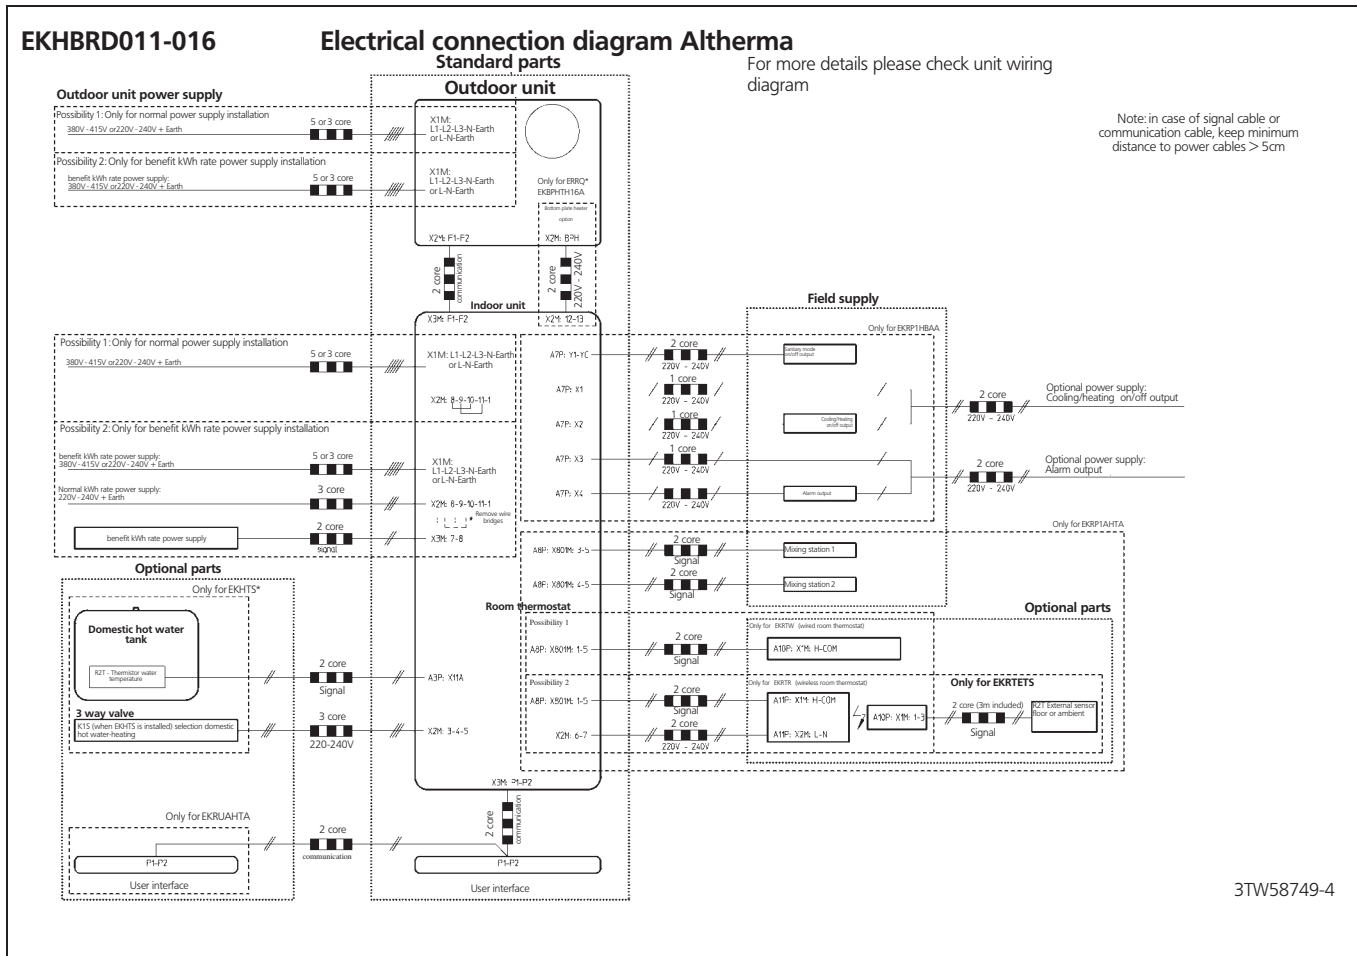 EKHBRD011-016
Electrical connection diagram Altherma
For more details please check unit wiring
diagram
Note: in case of signal cable or
communication cable, keep minimum
distance to power cables > 5cm
Standard parts
Outdoor unit
Outdoor unit power supply
Possibility 1: Only for normal power supply installation
380V - 415V or220V - 240V + Earth
5 or 3 core
X1M:
L1-L2-L3-N-Earth
or L-N-Earth
Possibility 2: Only for benefit kWh rate power supply installation
benefit kWh rate power supply:
380V - 415V or220V - 240V + Earth
5 or 3 core
X1M:
L1-L2-L3-N-Earth
or L-N-Earth
Only for ERRQ*
EKBPHTH16A
Bottom plate heater
option
X2M: F1-F2
X2M: BPH
2 core
communication
2 core
220V - 240V
Indoor unit
X3M: F1-F2
X2M: 12-13
Possibility 1: Only for normal power supply installation
380V - 415V or220V - 240V + Earth
5 or 3 core
X1M: L1-L2-L3-N-Earth
or L-N-Earth
X2M: 8-9-10-11-1
Possibility 2: Only for benefit kWh rate power supply installation
benefit kWh rate power supply:
380V - 415V or220V - 240V + Earth
5 or 3 core
X1M:
L1-L2-L3-N-Earth
or L-N-Earth
Normal kWh rate power supply:
220V - 240V + Earth
3 core
X2M: 8-9-10-11-1
Remove wire
bridges
benefit kWh rate power supply
2 core
signal
X3M: 7-8
Field supply
Only for EKRP1HBAA
A7P: Y1-YC
2 core
220V - 240V
Sanitary mode
on/off output
A7P: X1
1 core
220V - 240V
A7P: X2
1 core
220V - 240V
Cooling/Heating
on/off output
2 core
220V - 240V
Optional power supply:
Cooling/heating on/off output
A7P: X3
1 core
220V - 240V
A7P: X4
220V - 240V
Alarm output
2 core
220V - 240V
Optional power supply:
Alarm output
Only for EKRP1AHTA
A8P: X801M: 3-5
2 core
Signal
Mixing station 1
A8P: X801M: 4-5
2 core
Signal
Mixing station 2
Room thermostat
Optional parts
Possibility 1
A8P: X801M: 1-5
2 core
Signal
Only for EKRTW (wired room thermostat)
A10P: X1M: H-COM
Possibility 2
A8P: X801M: 1-5
2 core
Signal
Only for EKRTR (wireless room thermostat)
A11P: X1M: H-COM
X2M: 6-7
2 core
220V - 240V
A11P: X2M: L-N
A10P: X1M: 1-3
Only for EKRTETS
2 core (3m included)
Signal
R2T External sensor
floor or ambient
Optional parts
Only for EKHTS*
Domestic hot water
tank
R2T - Thermistor water
temperature
2 core
Signal
A3P: X11A
3 way valve
K1S (when EKHTS is installed) selection domestic
hot water-heating
3 core
220-240V
X2M: 3-4-5
X3M: P1-P2
2 core
communication
Only for EKRUAHTA
2 core
communication
P1-P2
User interface
P1-P2
User interface
3TW58749-4